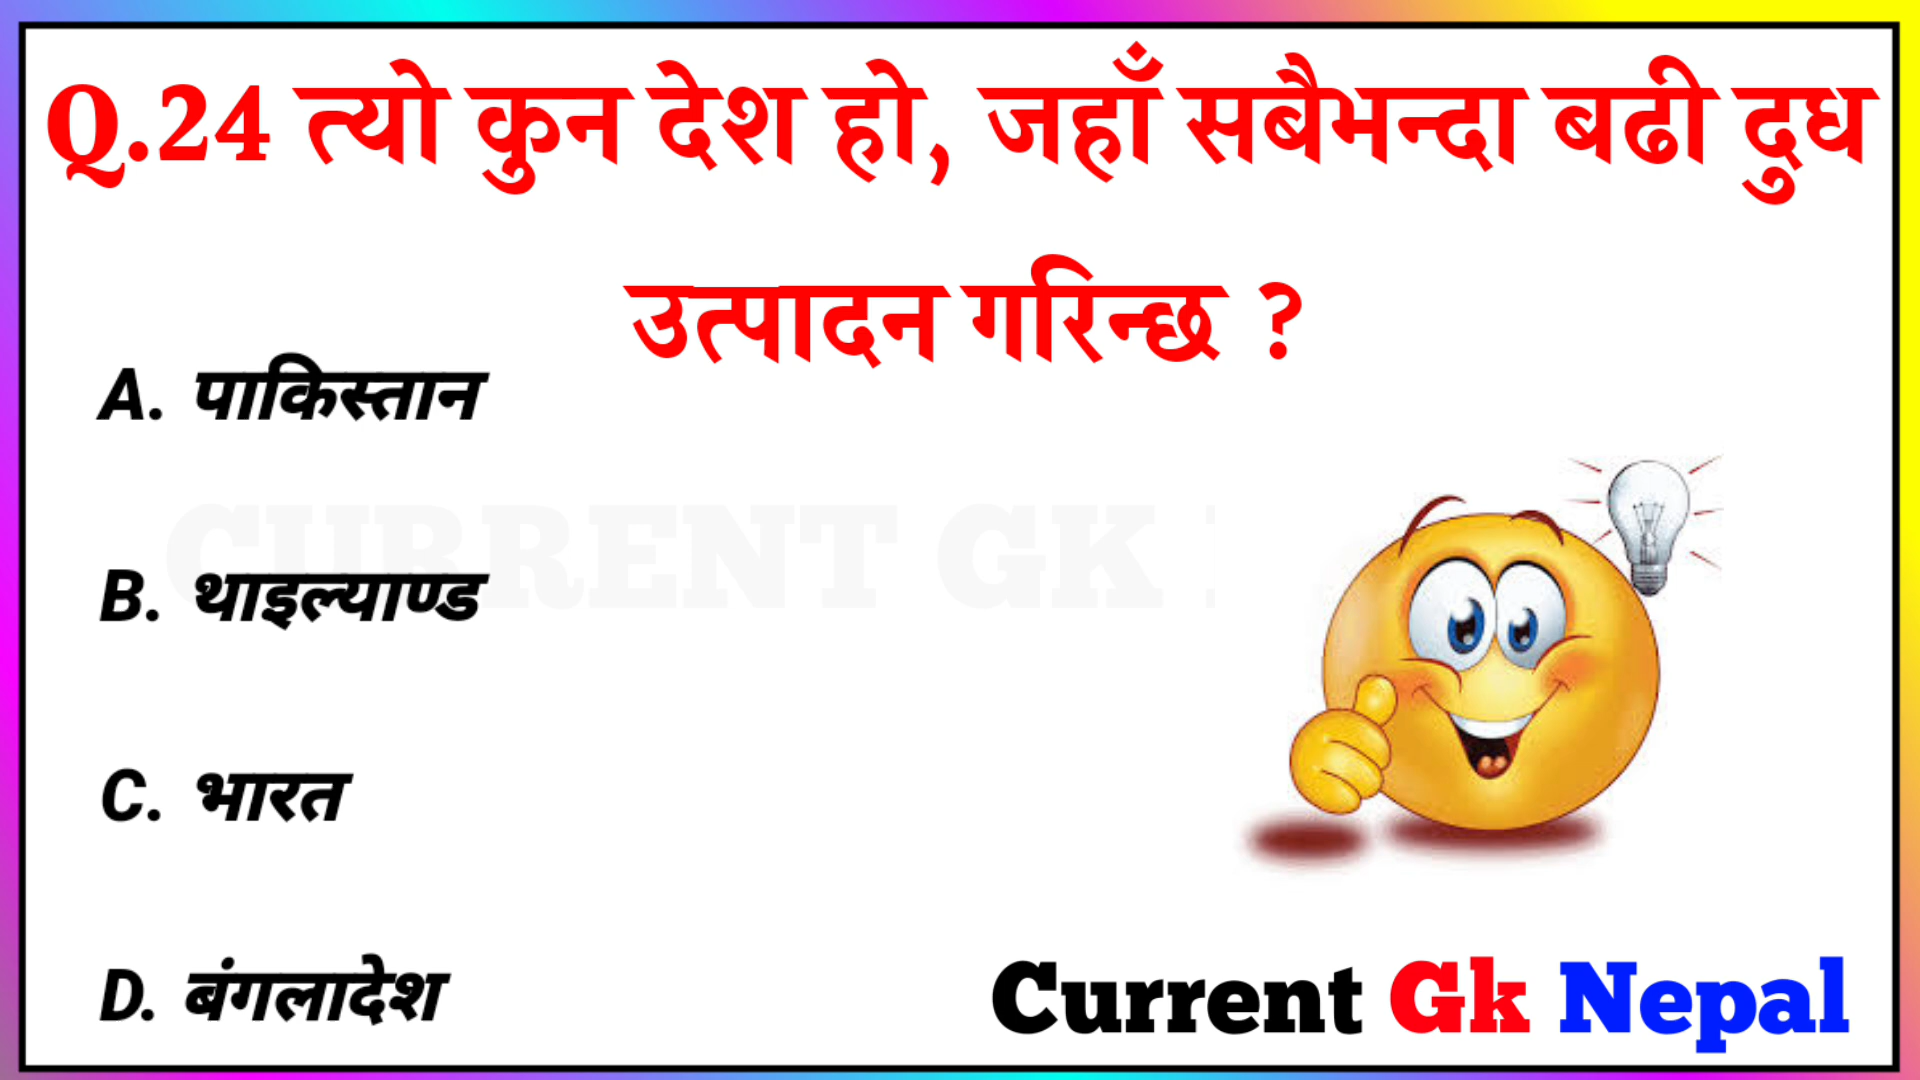 Q.24 त्यो कुन देश हो, जहाँ सबैभन्दा बढी दुध
उत्पादन गरिन्छ ?
A. पाकिस्तान
CURRENT GK
B. थाइल्याण्ड
C. भारत
D. बंगलादेश
Current Gk Nepal